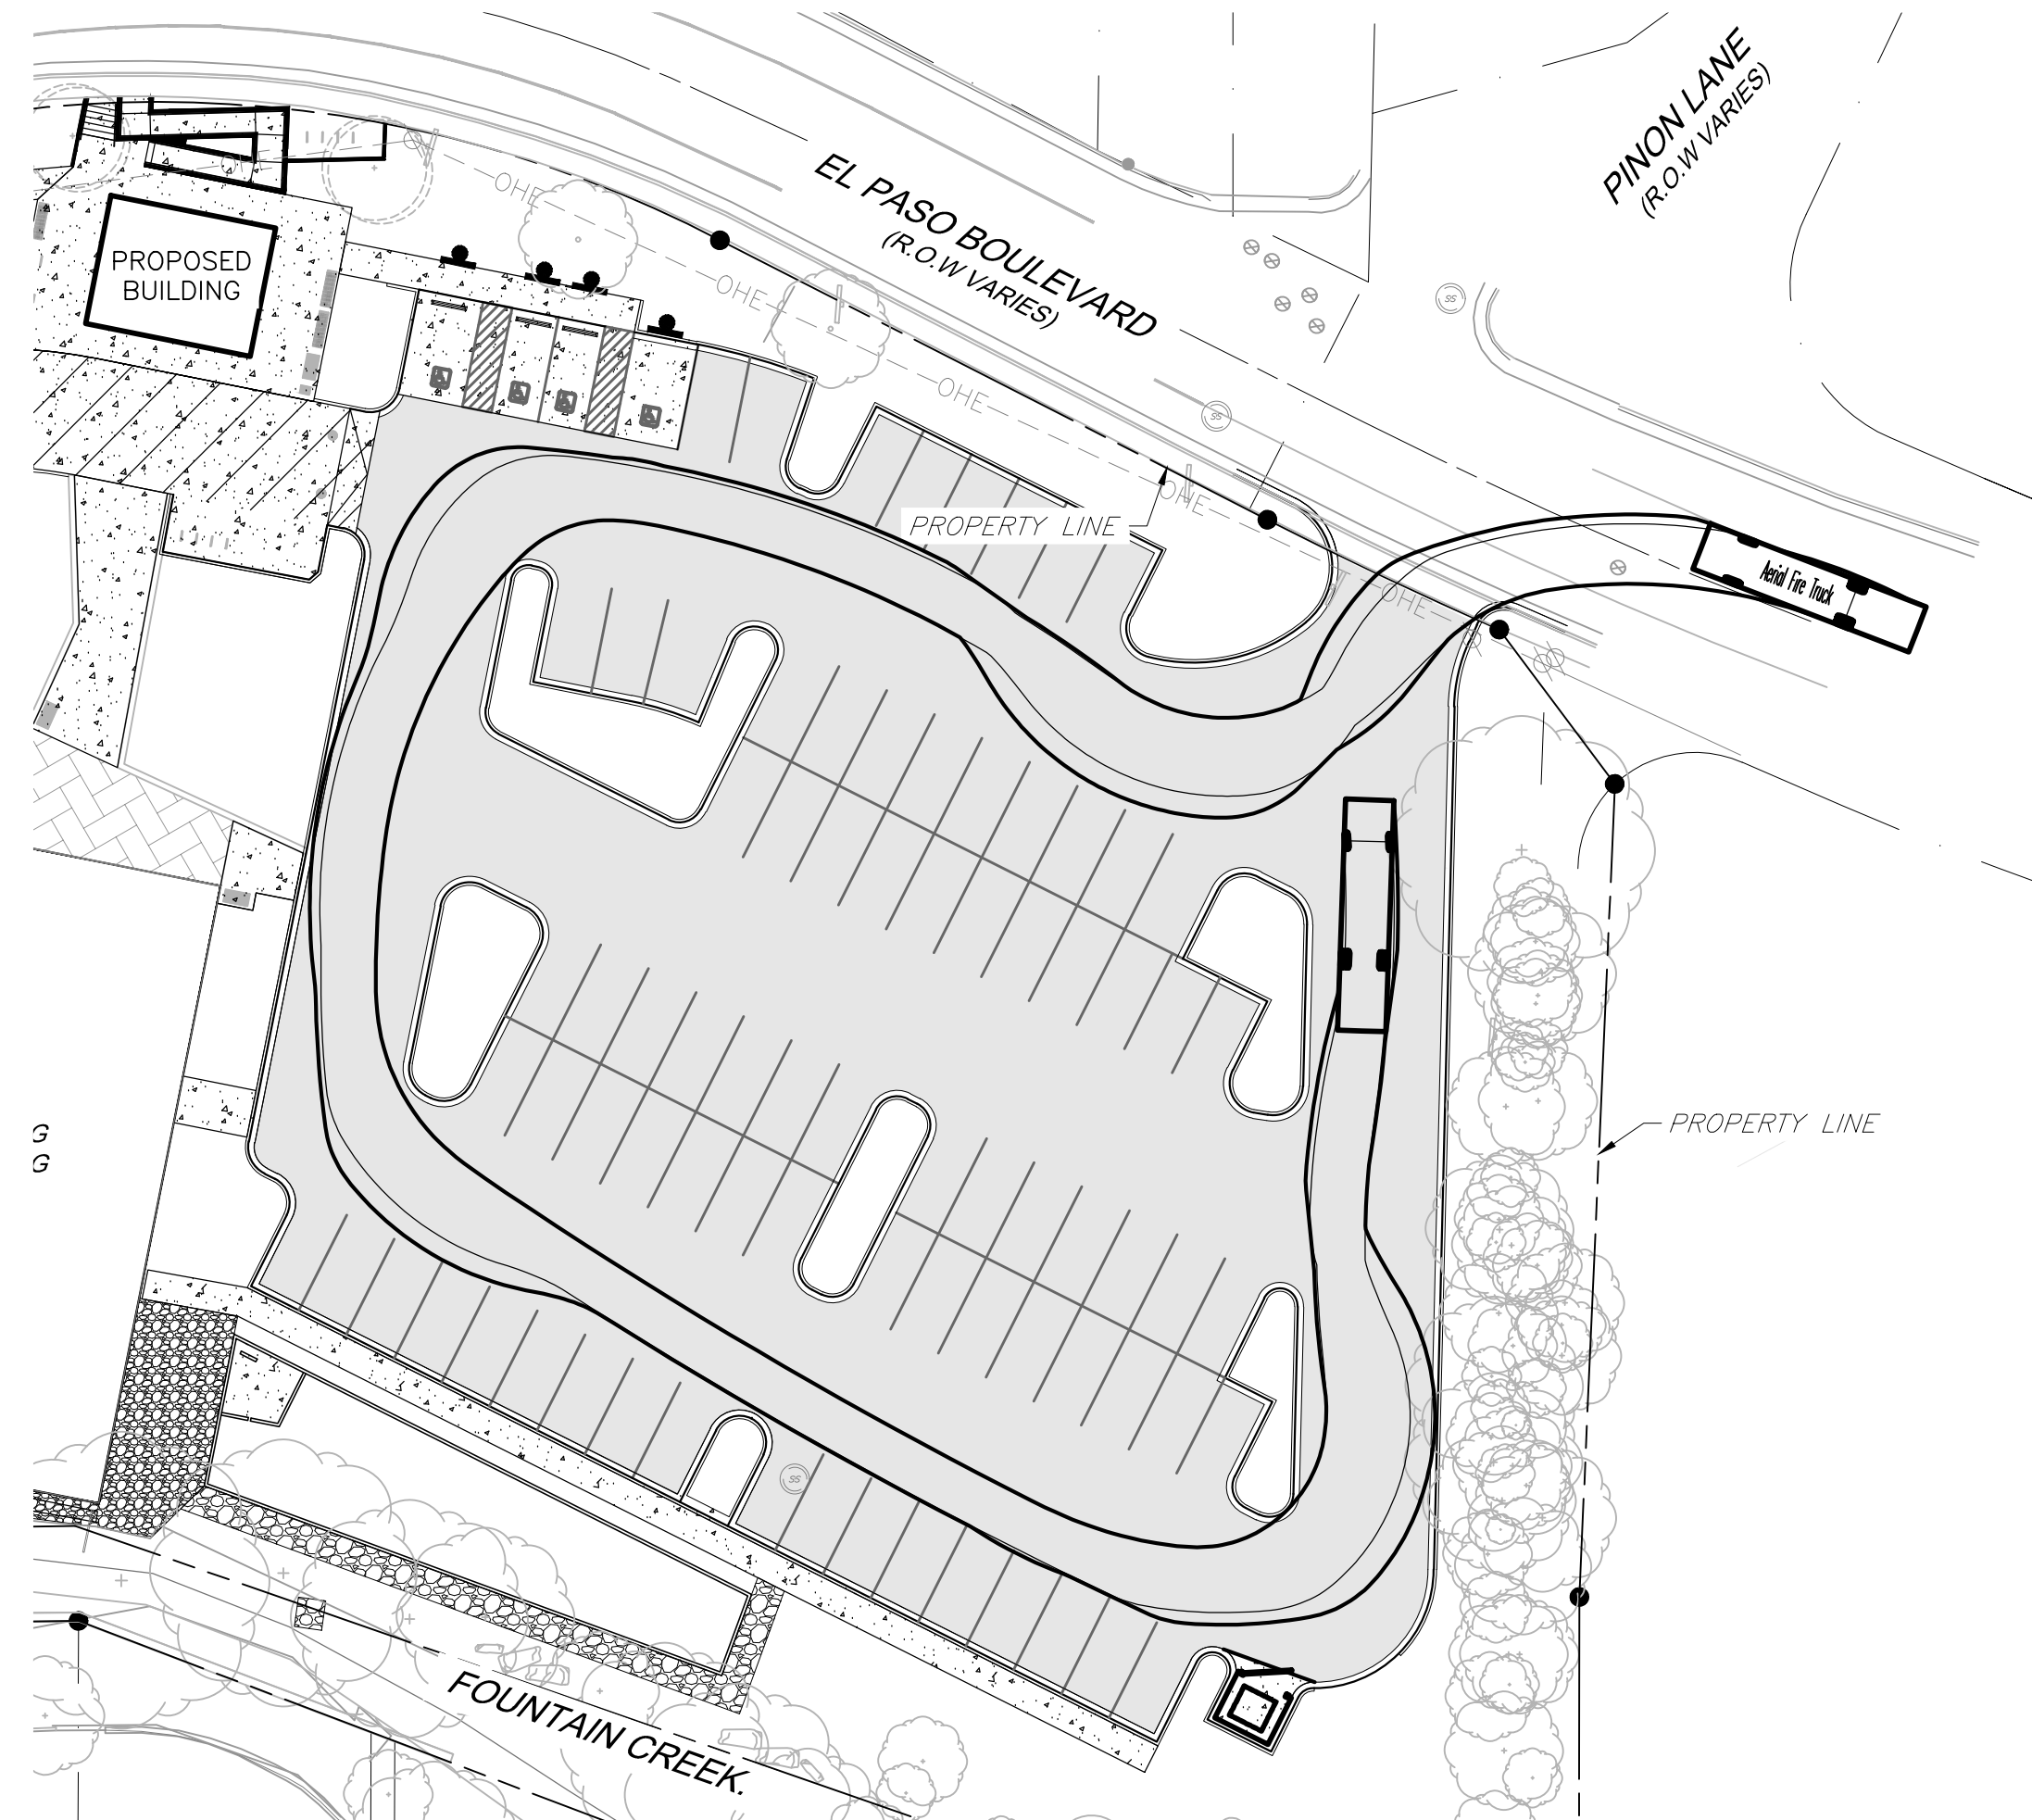 PINON LANE
(R.O.W VARIES)
EL PASO BOULEVARD
(R.O.W VARIES)
OHE
OHE
OHE
OHE
OHE
PROPOSED
BUILDING
SS
SS
PROPERTY LINE
Aerial Fire Truck
PROPERTY LINE
G
G
SS
FOUNTAIN CREEK.